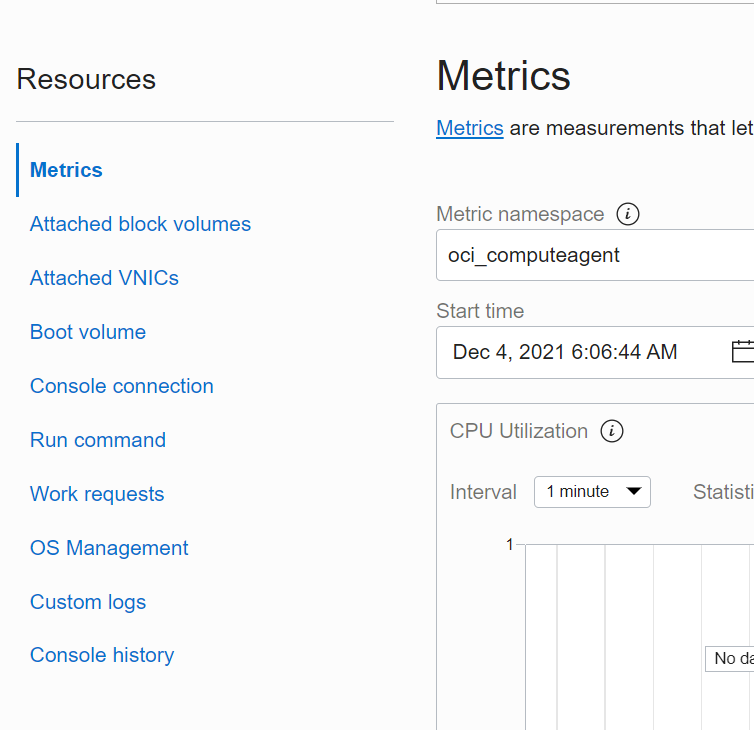 Resources
Metrics
Attached block volumes
Attached VNICs
Boot volume
Console connection
Run command
Work requests
OS Management
Custom logs
Console history
Metrics
Metrics are measurements that let
Metric namespace
oci_computeagent
Start time
Dec 4, 2021 6:06:44 AM
CPU Utilization
Interval 1 minute
1
No